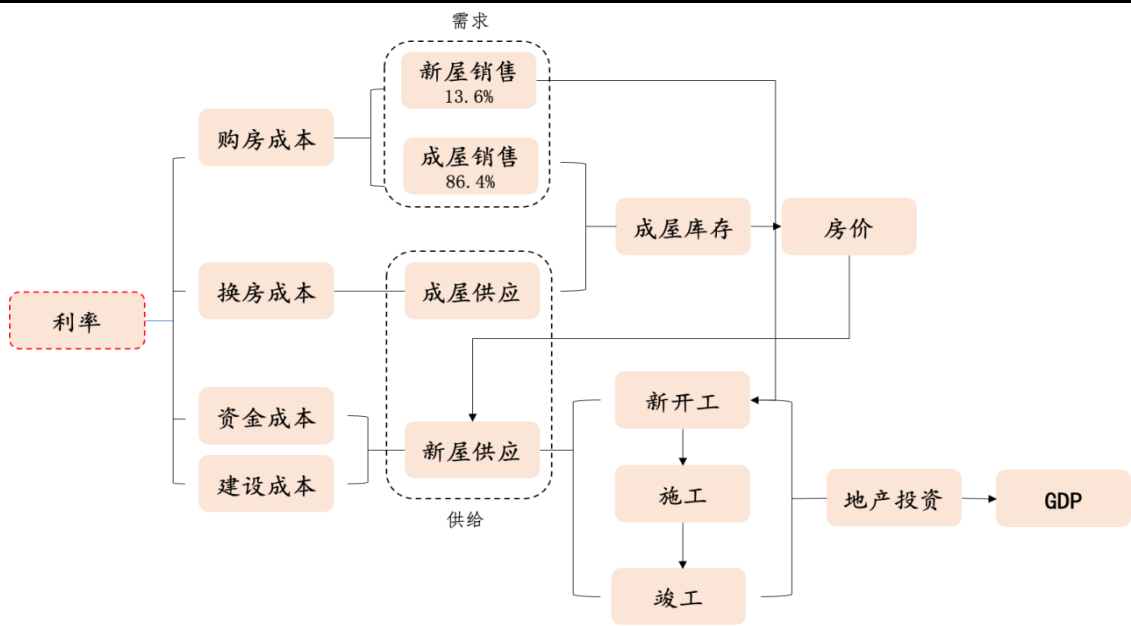 需求
新屋销售
13.6%
购房成本
成屋销售
86.4%
成屋库存
房价
换房成本
成屋供应
利率
资金成本
新开工
新屋供应
建设成本
施工
地产投资
GDP
供给
竣工